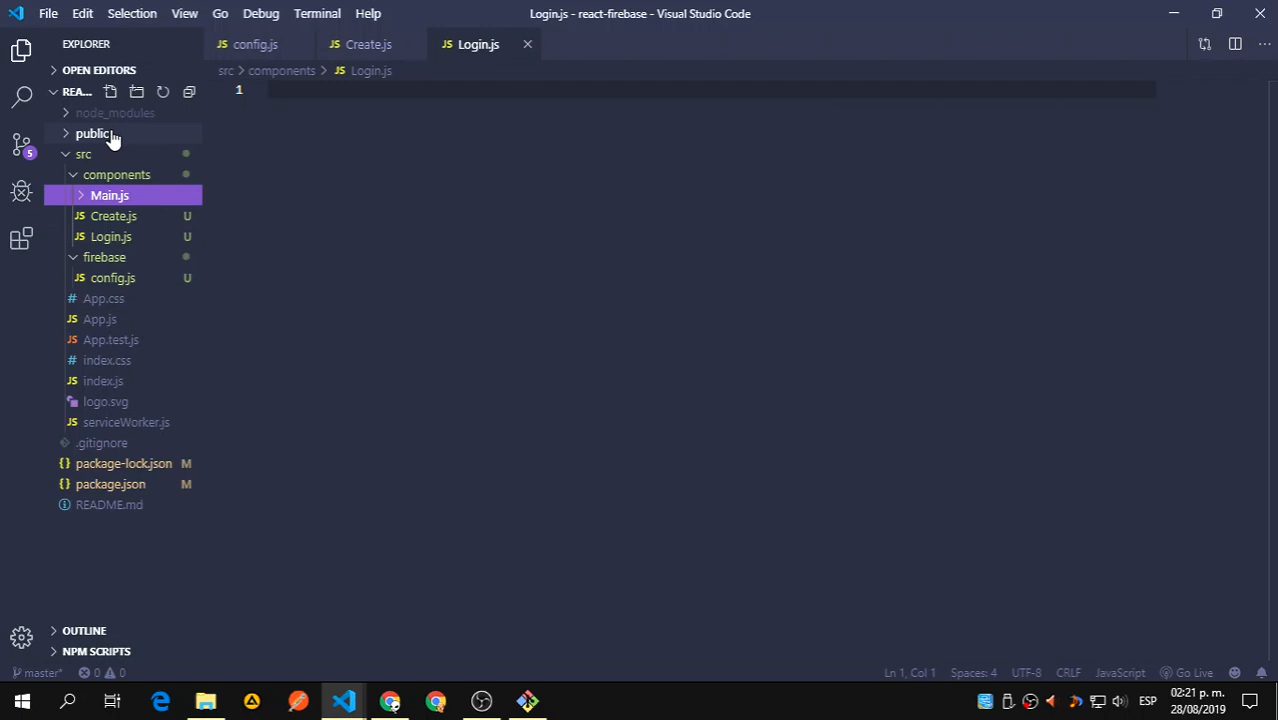 File Edit Selection View Go Debug Terminal Help
Login.js - react-firebase - Visual Studio Code
EXPLORER
config.js
Create.js
Login.js
OPEN EDITORS
src > components > Login.js
REA...
1
node_modules
public
src
components
Main.js
Create.js U
Login.js U
firebase
config.js U
App.css
App.js
App.test.js
index.css
index.js
logo.svg
serviceWorker.js
.gitignore
package-lock.json M
package.json M
README.md
5
OUTLINE
NPM SCRIPTS
master* 0 0
Ln 1, Col 1 Spaces: 4 UTF-8 CRLF JavaScript Go Live
ESP
02:21 p. m.
28/08/2019